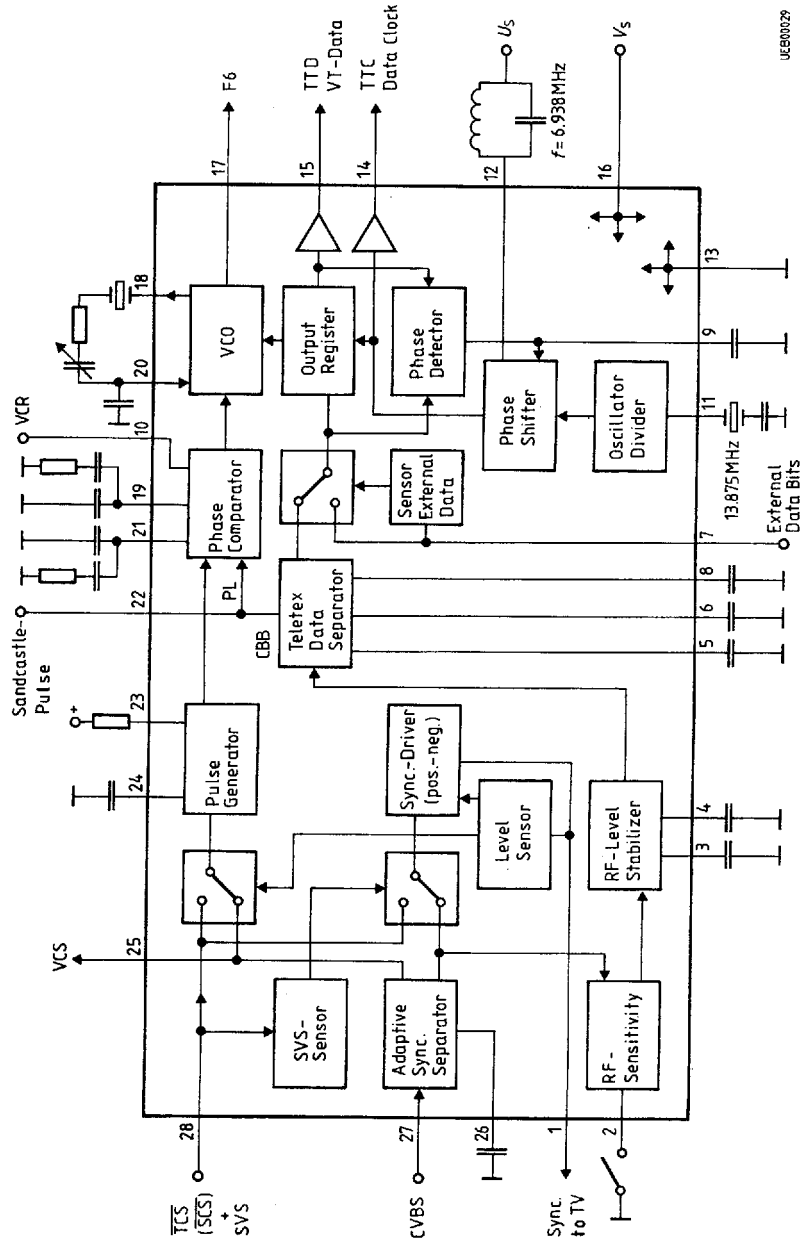 Sandcastle-
Pulse
VCR
+
VCS
24
23
22
21
19
10
20
18
25
17
F6
28
TCS
(SCS)
+
SVS
Pulse
Generator
PL
Phase
Comparator
VCO
CBB
SVS-
Sensor
Teletex
Data
Separator
Output
Register
15
TTD
VT-Data
14
TTC
Data Clock
27
CVBS
26
Adaptive
Sync.
Separator
Sync.-Driver
(pos.-neg.)
Level
Sensor
Sensor
External
Data
Phase
Detector
12
U_S
f = 6.938 MHz
Phase
Shifter
1
Sync.
to TV
2
RF-
Sensitivity
RF-Level
Stabilizer
Oscillator
Divider
16
V_S
3
4
5
6
8
7
11
9
13
13.875 MHz
External
Data Bits
UEB00029